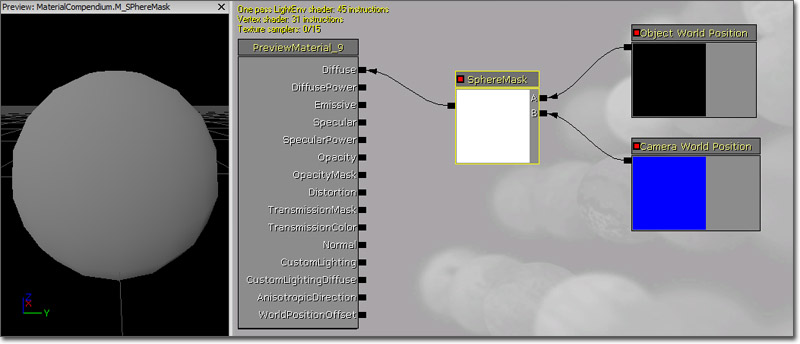 Preview: MaterialCompendium.M_SPhereMask X
One pass LighvEnv shader: 45 instructions
Vertex shader: 31 instructions
Texture samplers: 0/15
PreviewMaterial_9
Diffuse
DiffusePower
Emissive
Specular
SpecularPower
Opacity
OpacityMask
Distortion
TransmissionMask
TransmissionColor
Normal
CustomLighting
CustomLightingDiffuse
AnisotropicDirection
WorldPositionOffset
SphereMask
A
B
Object World Position
Camera World Position
Z
X
Y